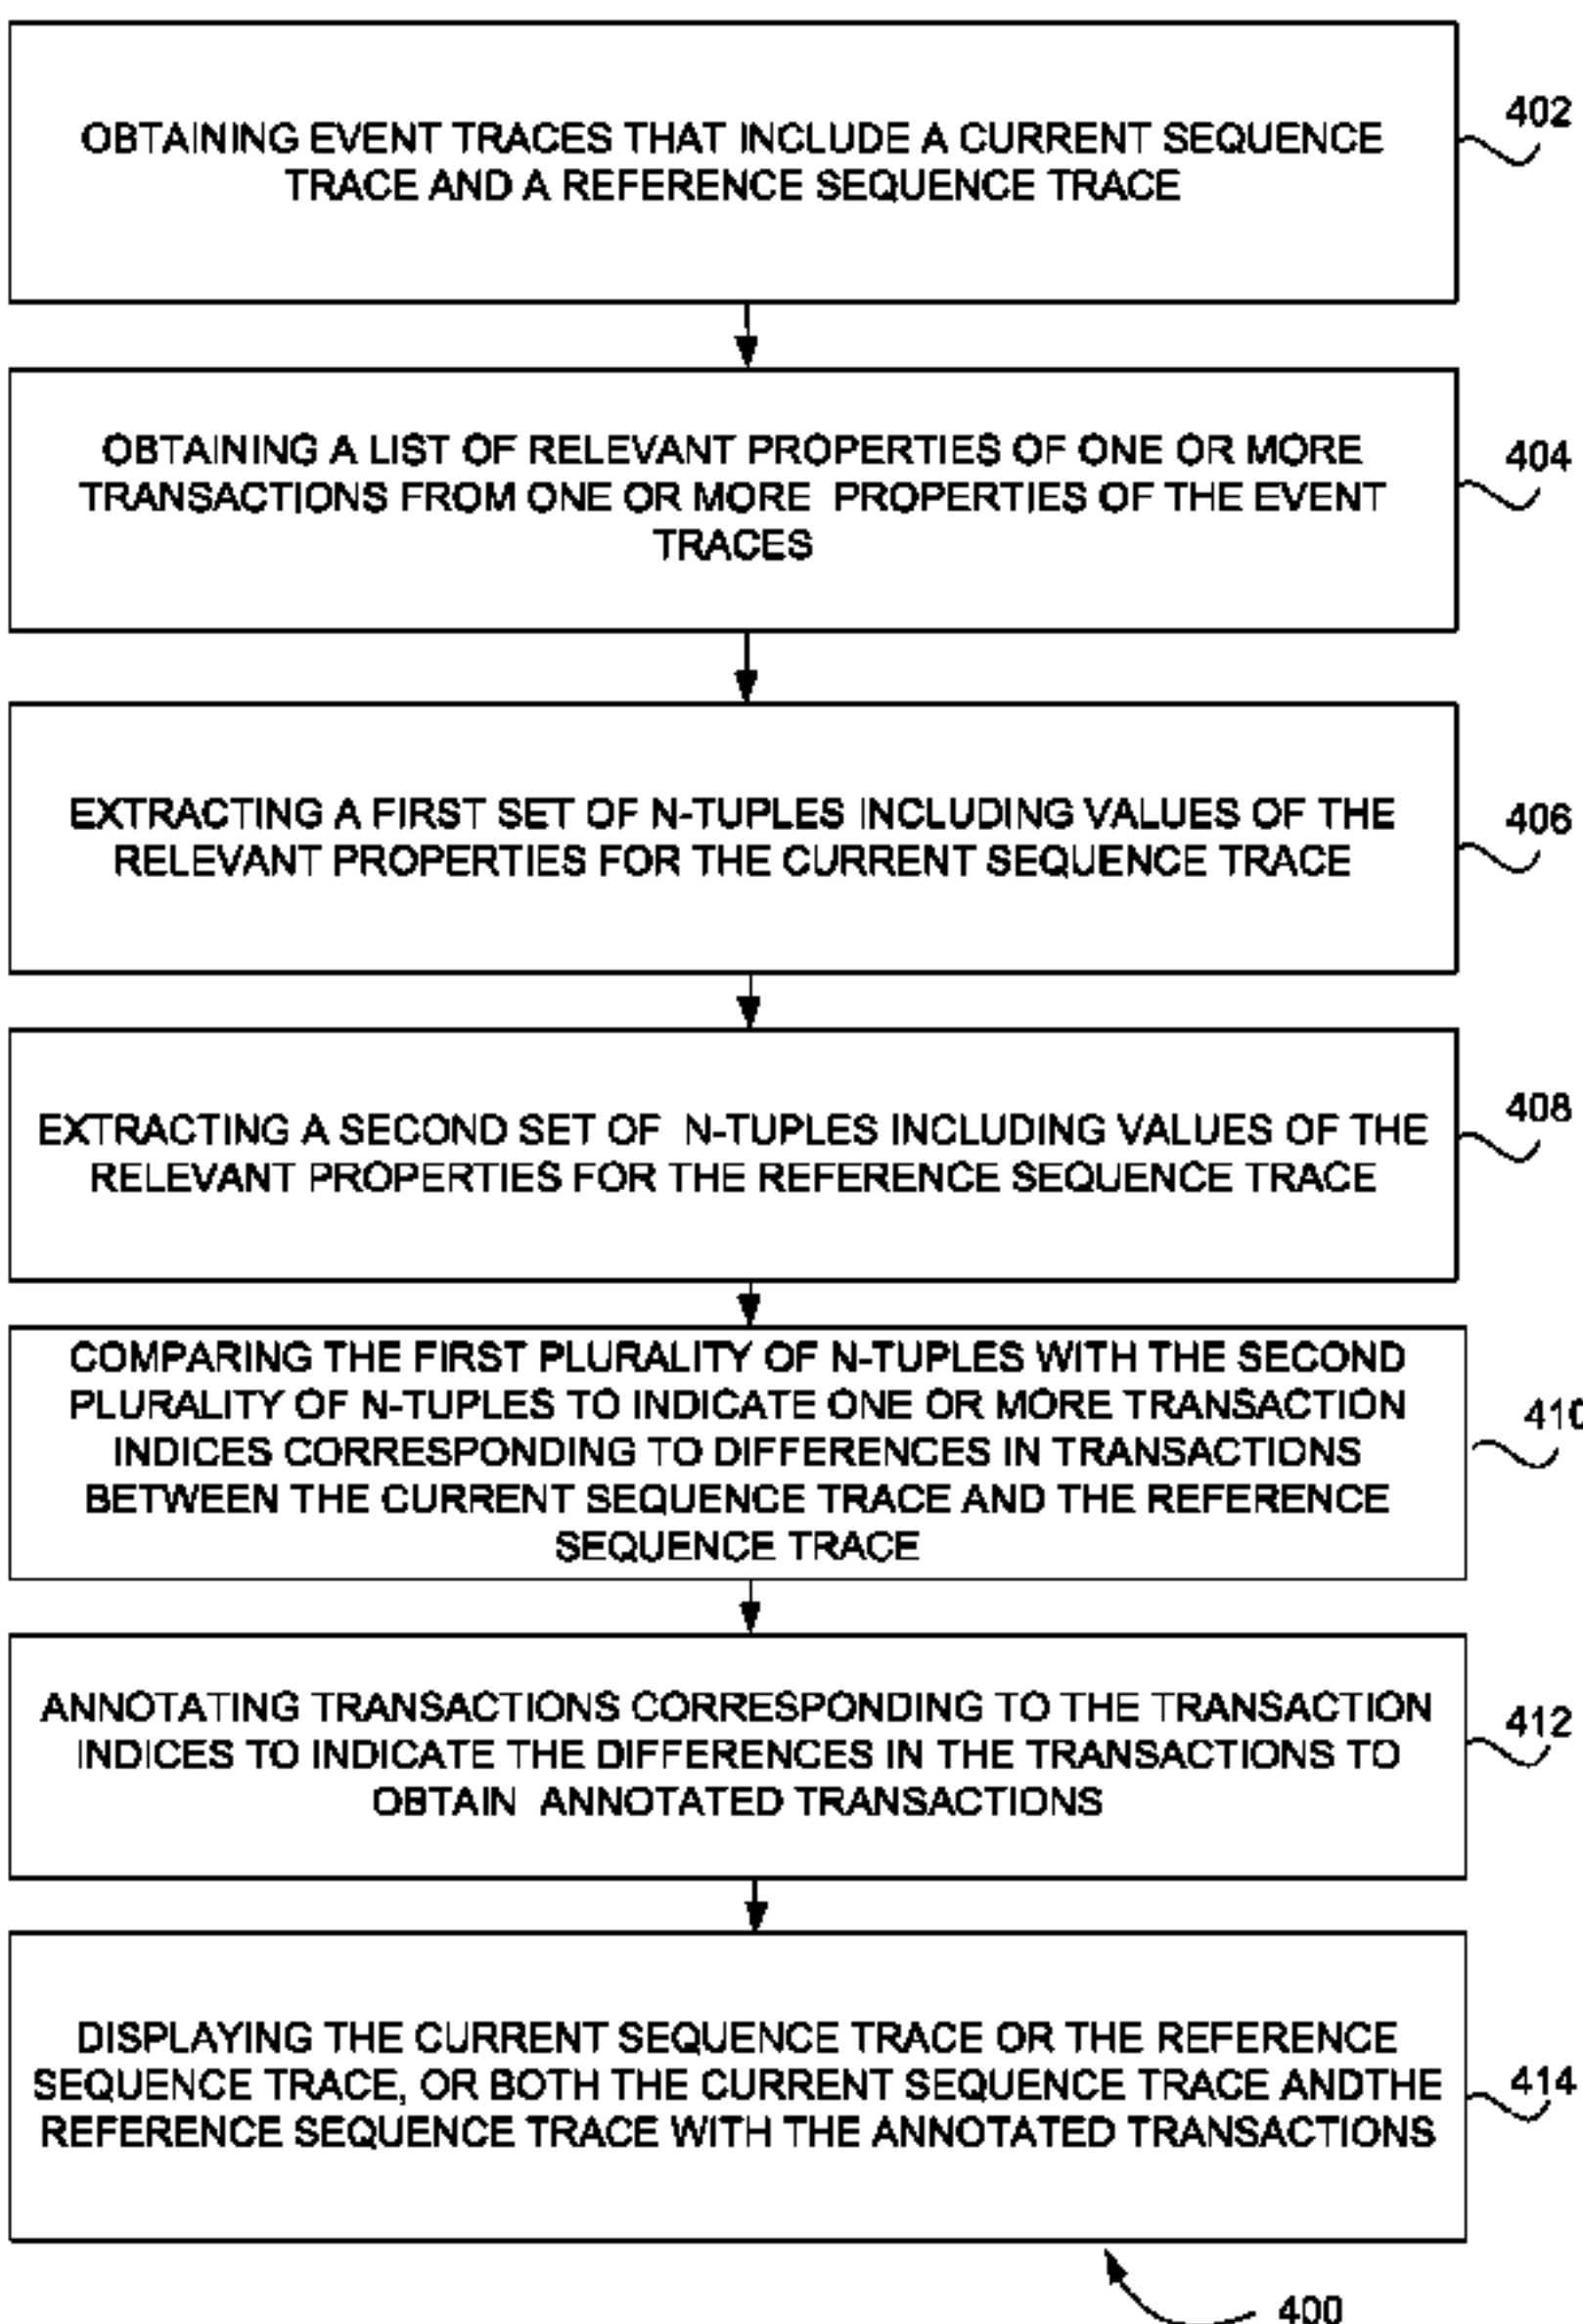 OBTAINING EVENT TRACES THAT INCLUDE A CURRENT SEQUENCE
TRACE AND A REFERENCE SEQUENCE TRACE
402
OBTAINING A LIST OF RELEVANT PROPERTIES OF ONE OR MORE
TRANSACTIONS FROM ONE OR MORE PROPERTIES OF THE EVENT
TRACES
404
EXTRACTING A FIRST SET OF N-TUPLES INCLUDING VALUES OF THE
RELEVANT PROPERTIES FOR THE CURRENT SEQUENCE TRACE
406
EXTRACTING A SECOND SET OF N-TUPLES INCLUDING VALUES OF THE
RELEVANT PROPERTIES FOR THE REFERENCE SEQUENCE TRACE
408
COMPARING THE FIRST PLURALITY OF N-TUPLES WITH THE SECOND
PLURALITY OF N-TUPLES TO INDICATE ONE OR MORE TRANSACTION
INDICES CORRESPONDING TO DIFFERENCES IN TRANSACTIONS
BETWEEN THE CURRENT SEQUENCE TRACE AND THE REFERENCE
SEQUENCE TRACE
410
ANNOTATING TRANSACTIONS CORRESPONDING TO THE TRANSACTION
INDICES TO INDICATE THE DIFFERENCES IN THE TRANSACTIONS TO
OBTAIN ANNOTATED TRANSACTIONS
412
DISPLAYING THE CURRENT SEQUENCE TRACE OR THE REFERENCE
SEQUENCE TRACE, OR BOTH THE CURRENT SEQUENCE TRACE ANDTHE
REFERENCE SEQUENCE TRACE WITH THE ANNOTATED TRANSACTIONS
414
400